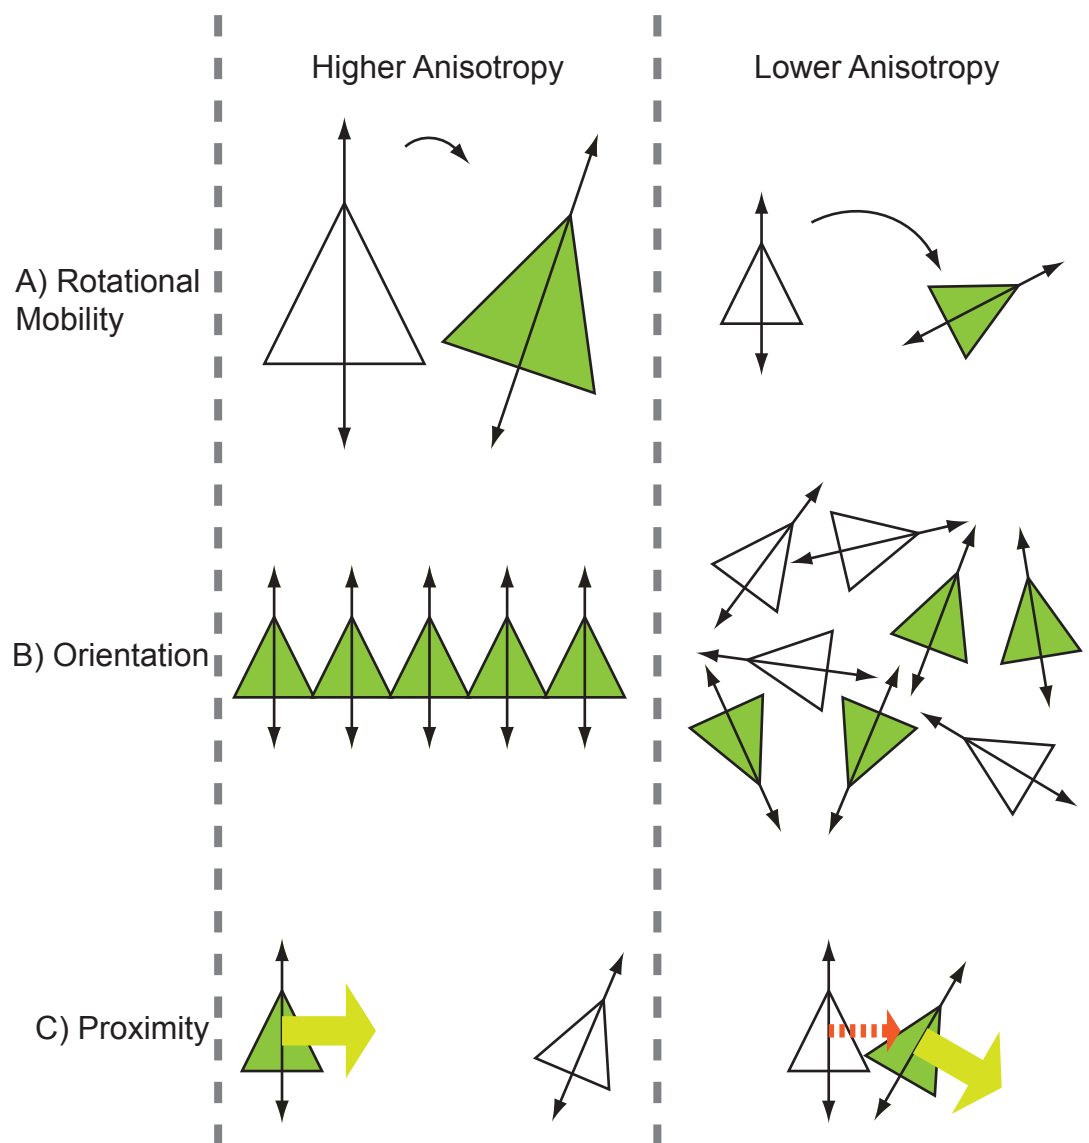 Higher Anisotropy
Lower Anisotropy
A) Rotational
Mobility
B) Orientation
C) Proximity